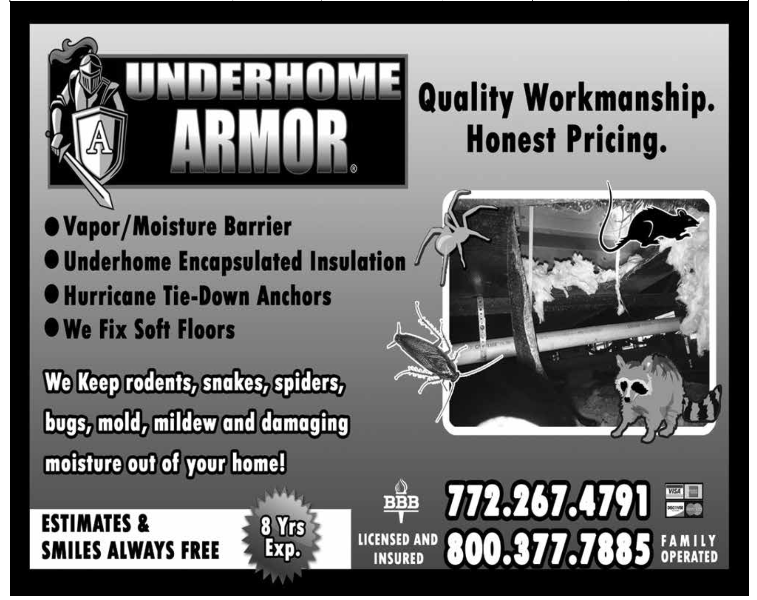 UNDERHOME
ARMOR®
A
Quality Workmanship.
Honest Pricing.
● Vapor/Moisture Barrier
● Underhome Encapsulated Insulation
● Hurricane Tie-Down Anchors
● We Fix Soft Floors
We Keep rodents, snakes, spiders,
bugs, mold, mildew and damaging
moisture out of your home!
ESTIMATES &
SMILES ALWAYS FREE
8 Yrs
Exp.
BBB
LICENSED AND
INSURED
772.267.4791
800.377.7885
VISA
DISCOVER
FAMILY
OPERATED